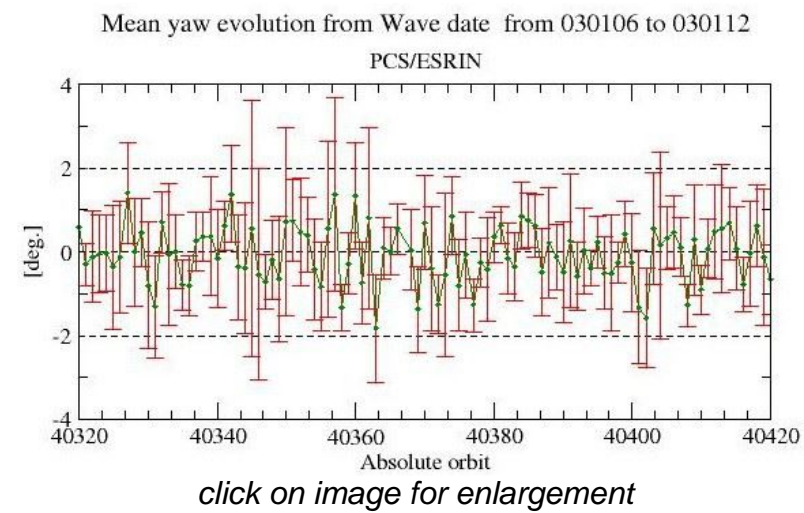 Mean yaw evolution from Wave date from 030106 to 030112
PCS/ESRIN
4
2
0
-2
-4
[deg.]
40320 40340 40360 40380 40400 40420
Absolute orbit
click on image for enlargement